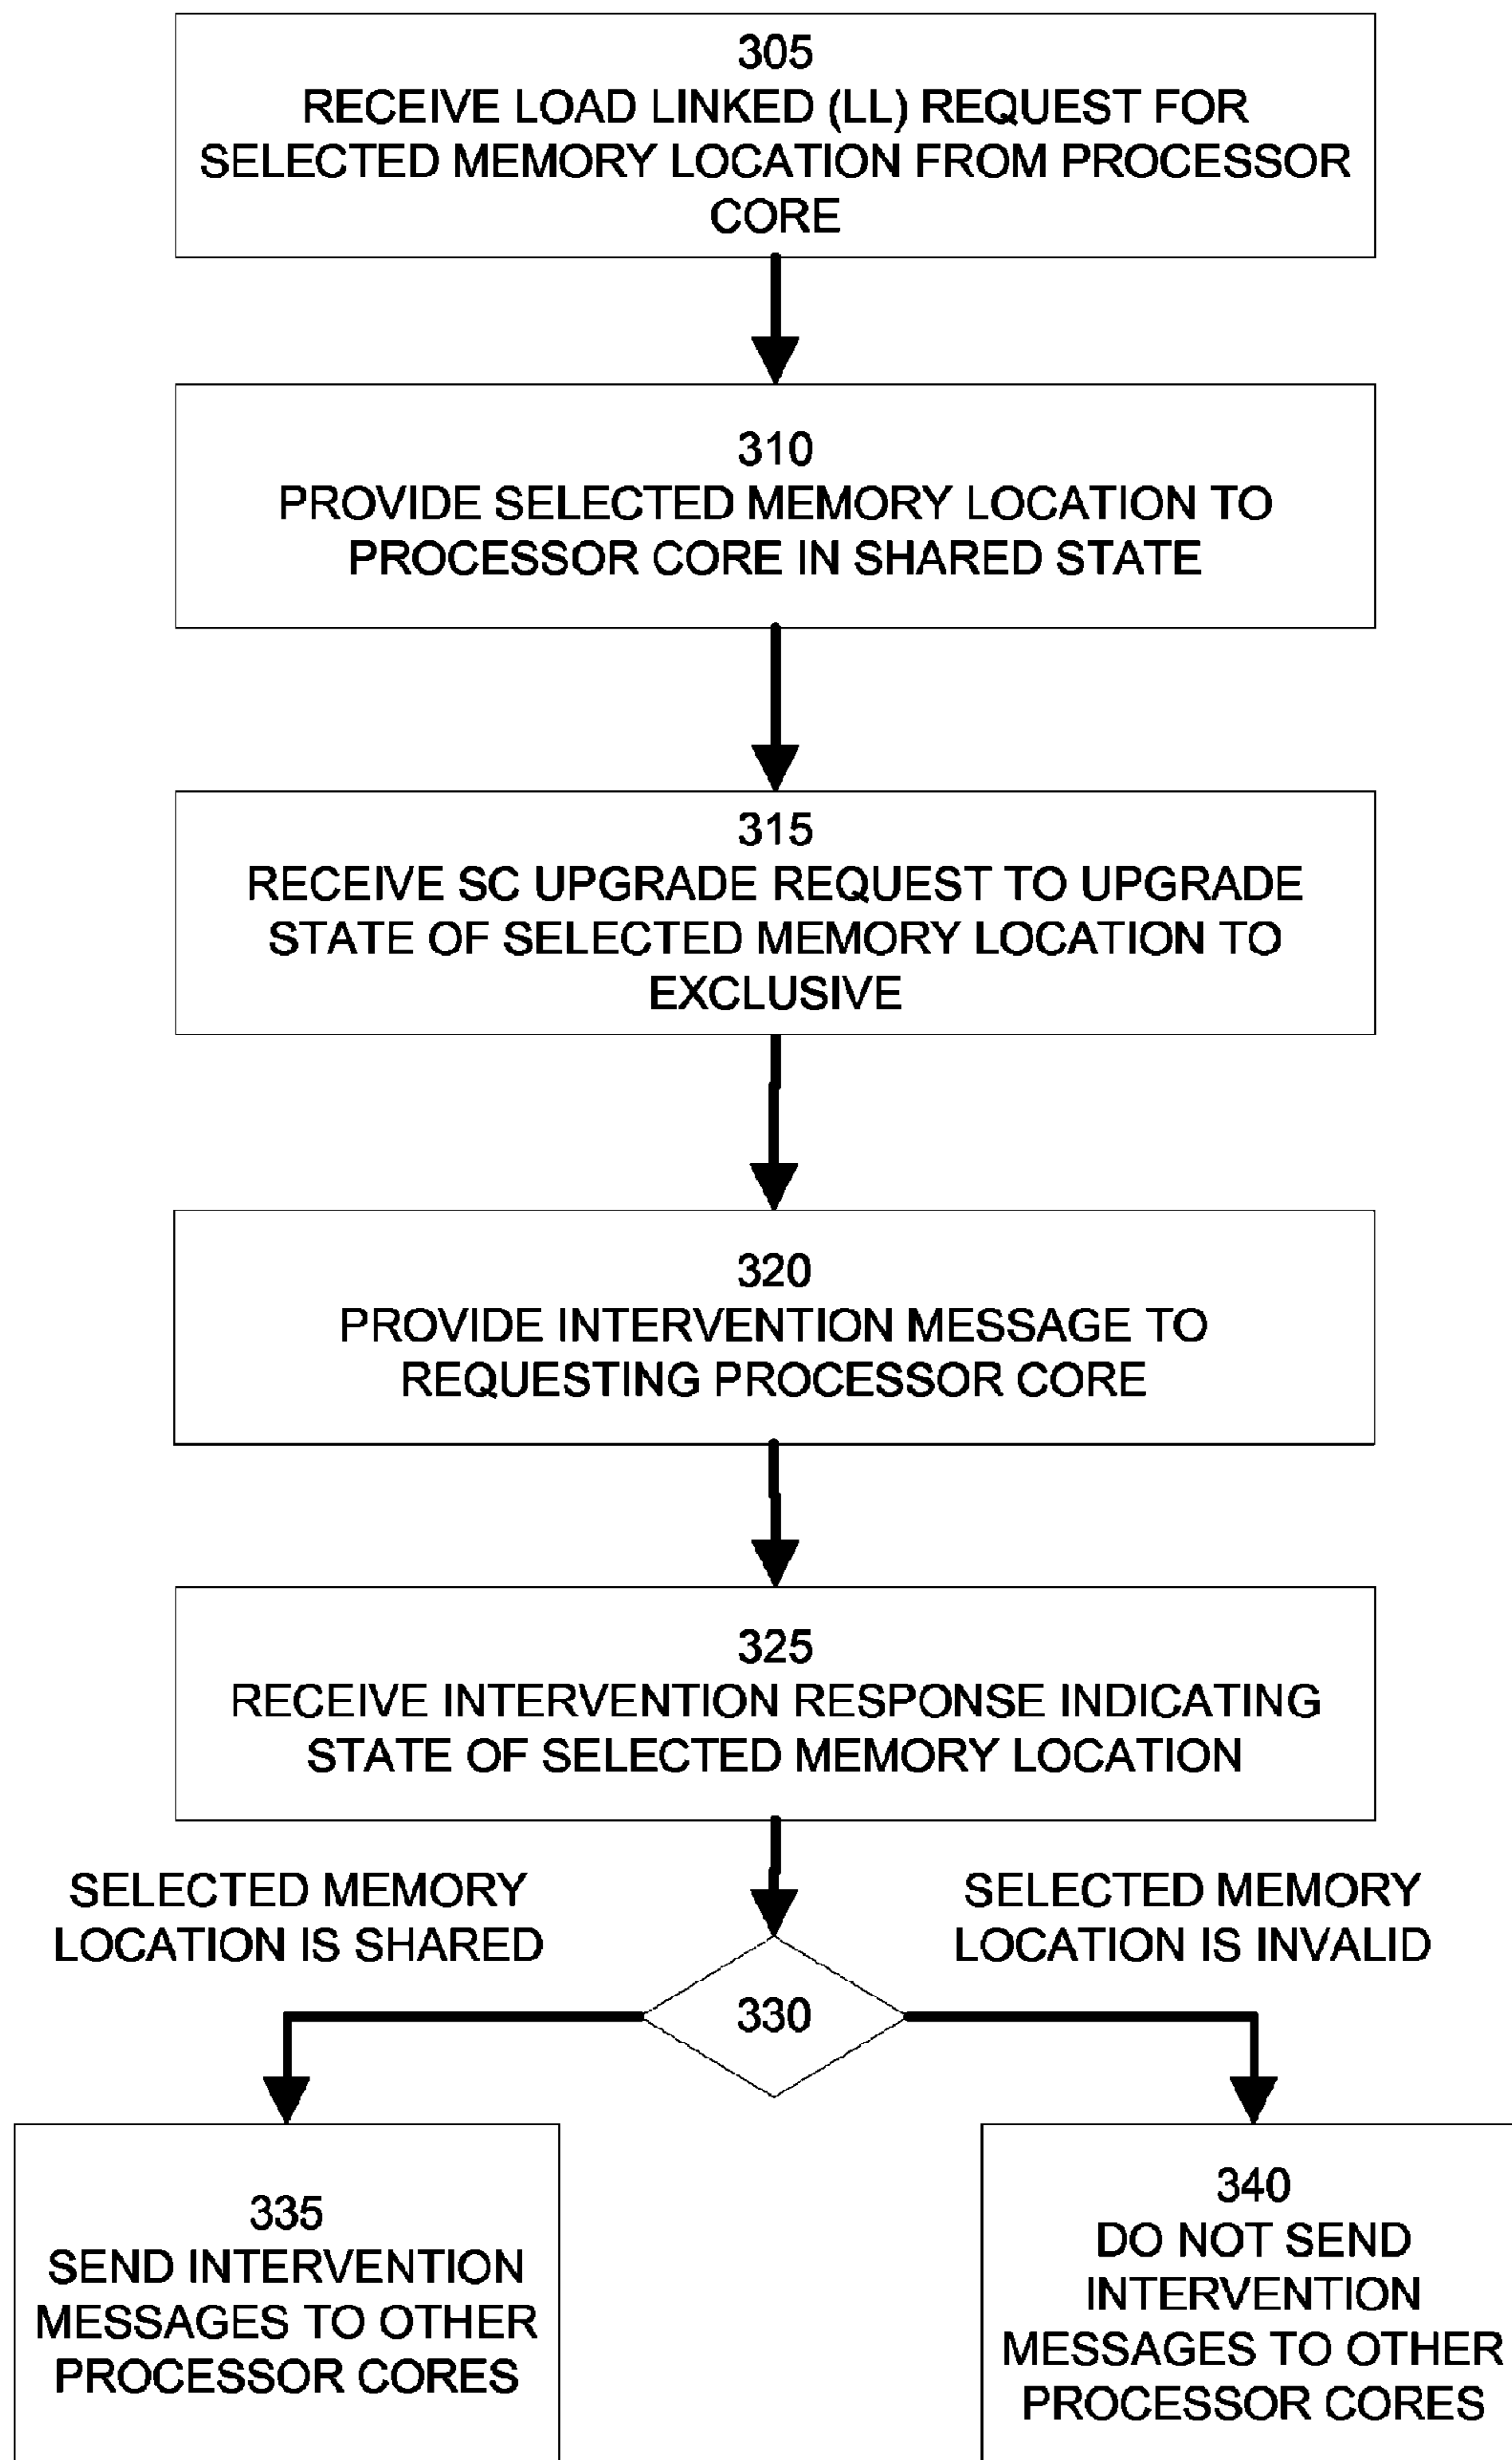 305
RECEIVE LOAD LINKED (LL) REQUEST FOR
SELECTED MEMORY LOCATION FROM PROCESSOR
CORE
310
PROVIDE SELECTED MEMORY LOCATION TO
PROCESSOR CORE IN SHARED STATE
315
RECEIVE SC UPGRADE REQUEST TO UPGRADE
STATE OF SELECTED MEMORY LOCATION TO
EXCLUSIVE
320
PROVIDE INTERVENTION MESSAGE TO
REQUESTING PROCESSOR CORE
325
RECEIVE INTERVENTION RESPONSE INDICATING
STATE OF SELECTED MEMORY LOCATION
SELECTED MEMORY
LOCATION IS SHARED
SELECTED MEMORY
LOCATION IS INVALID
330
335
SEND INTERVENTION
MESSAGES TO OTHER
PROCESSOR CORES
340
DO NOT SEND
INTERVENTION
MESSAGES TO OTHER
PROCESSOR CORES